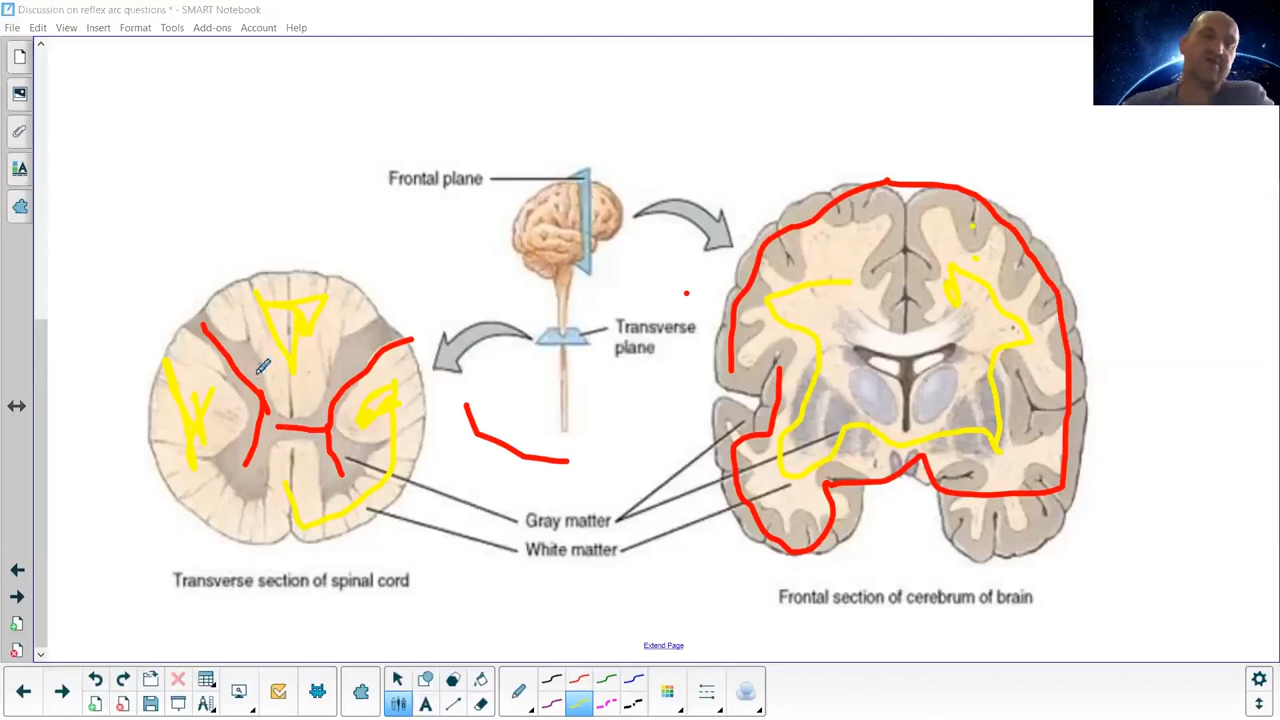 Discussion on reflex arc questions * - SMART Notebook
File Edit View Insert Format Tools Add-ons Account Help
Frontal plane
Transverse
plane
Gray matter
White matter
Transverse section of spinal cord
Frontal section of cerebrum of brain
Extend Page